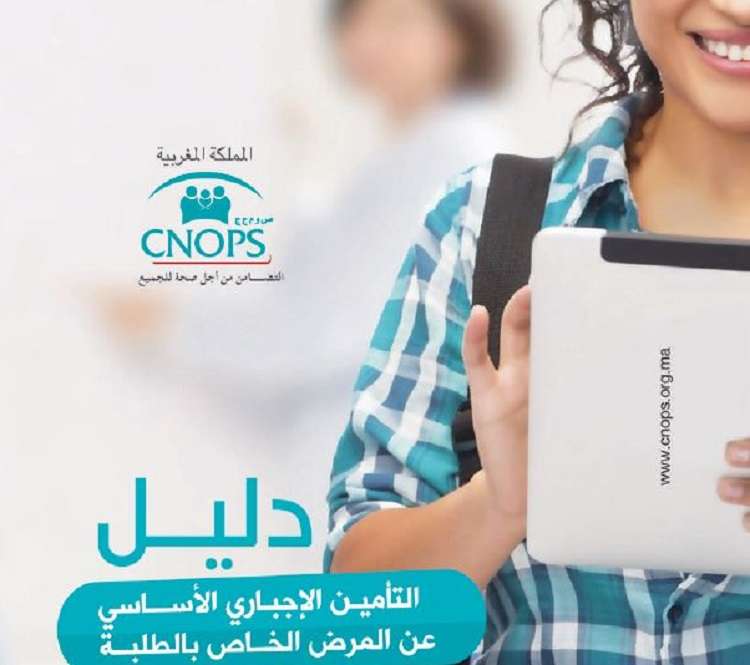 المملكة المغربية
CNOPS
التضامن من أجل صحة للجميع
www.cnops.org.ma
دليل
التأمين الإجباري الأساسي
عن المرض الخاص بالطلبة